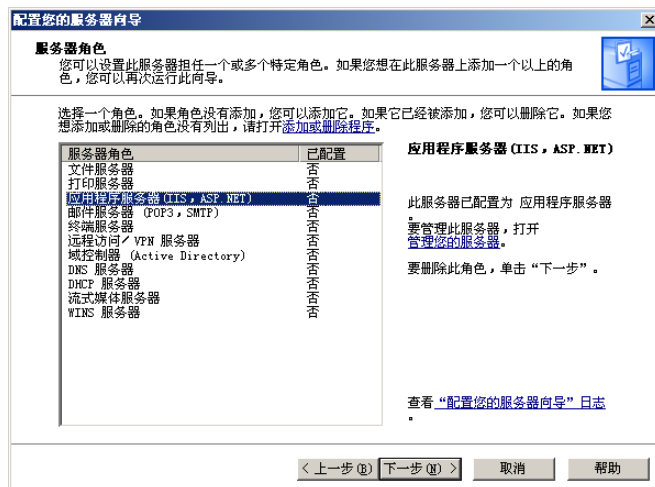 配置您的服务器向导
服务器角色
您可以设置此服务器担任一个或多个特定角色。如果您想在此服务器上添加一个以上的角
色，您可以再次运行此向导。
选择一个角色。如果角色没有添加，您可以添加它。如果它已经被添加，您可以删除它。如果您
想添加或删除的角色没有列出，请打开添加或删除程序。
服务器角色 已配置
文件服务器 否
打印服务器 否
应用程序服务器(IIS，ASP.NET) 否
邮件服务器 (POP3，SMTP) 否
终端服务器 否
远程访问/ VPN 服务器 否
域控制器 (Active Directory) 否
DNS 服务器 否
DHCP 服务器 否
流式媒体服务器 否
WINS 服务器 否
应用程序服务器(IIS，ASP.NET)
此服务器已配置为 应用程序服务器
。
要管理此服务器，打开
管理您的服务器。
要删除此角色，单击“下一步”。
查看 “配置您的服务器向导”日志
。
< 上一步(B) 下一步(N) > 取消 帮助